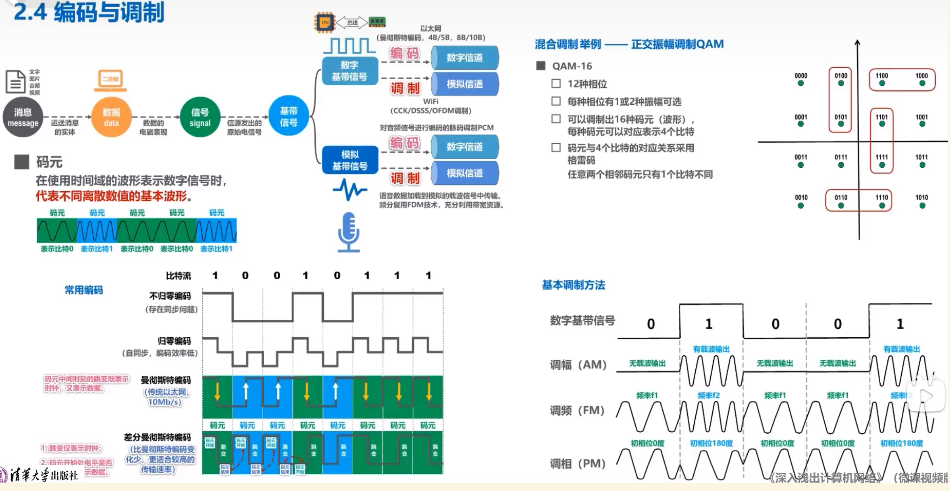 2.4 编码与调制
CPU
总线
文字
图片
音频
视频
消息
message
运送消息
的实体
二进制
数据
data
数据的
电磁表现
信号
signal
信源发出的
原始电信号
基带
信号
数字
基带信号
以太网
(曼彻斯特编码，4B/5B，8B/10B)
编 码
数字信道
调 制
模拟信道
WiFi
(CCK/DSSS/OFDM调制)
对音频信号进行编码的脉码调制PCM
模拟
基带信号
编 码
数字信道
调 制
模拟信道
语音数据加载到模拟的载波信号中传输。
频分复用FDM技术，充分利用带宽资源。
码元
在使用时间域的波形表示数字信号时，
代表不同离散数值的基本波形。
码元 码元 码元 码元 码元
表示比特0 表示比特1 表示比特0 表示比特0 表示比特1
混合调制 举例 —— 正交振幅调制QAM
QAM-16
12种相位
每种相位有1或2种振幅可选
可以调制出16种码元（波形），
每种码元可以对应表示4个比特
码元与4个比特的对应关系采用
格雷码
任意两个相邻码元只有1个比特不同
0000 0100 1100 1000
0001 0101 1101 1001
0011 0111 1111 1011
0010 0110 1110 1010
常用编码
比特流 1 0 0 1 0 1 1 1
不归零编码
(存在同步问题)
归零编码
(自同步，编码效率低)
曼彻斯特编码
(传统以太网，
10Mb/s)
码元中间时刻的跳变既表示
时钟，又表示数据。
码元 码元 码元 码元 码元 码元 码元 码元
差分曼彻斯特编码
(比曼彻斯特编码变
化少，更适合较高的
传输速率)
1. 跳变仅表示时钟；
2. 码元开始处电平是否
示数据。
跳变 跳变 跳变 跳变 跳变 跳变 跳变 跳变
清华大学出版社
基本调制方法
数字基带信号 0 1 0 0 1
调幅（AM） 无载波输出 有载波输出 无载波输出 无载波输出 有载波输出
调频（FM） 频率f1 频率f2 频率f1 频率f1
调相（PM） 初相位0度 初相位180度 初相位0度 初相位0度 初相位180度
《深入浅出计算机网络》（微课视频版